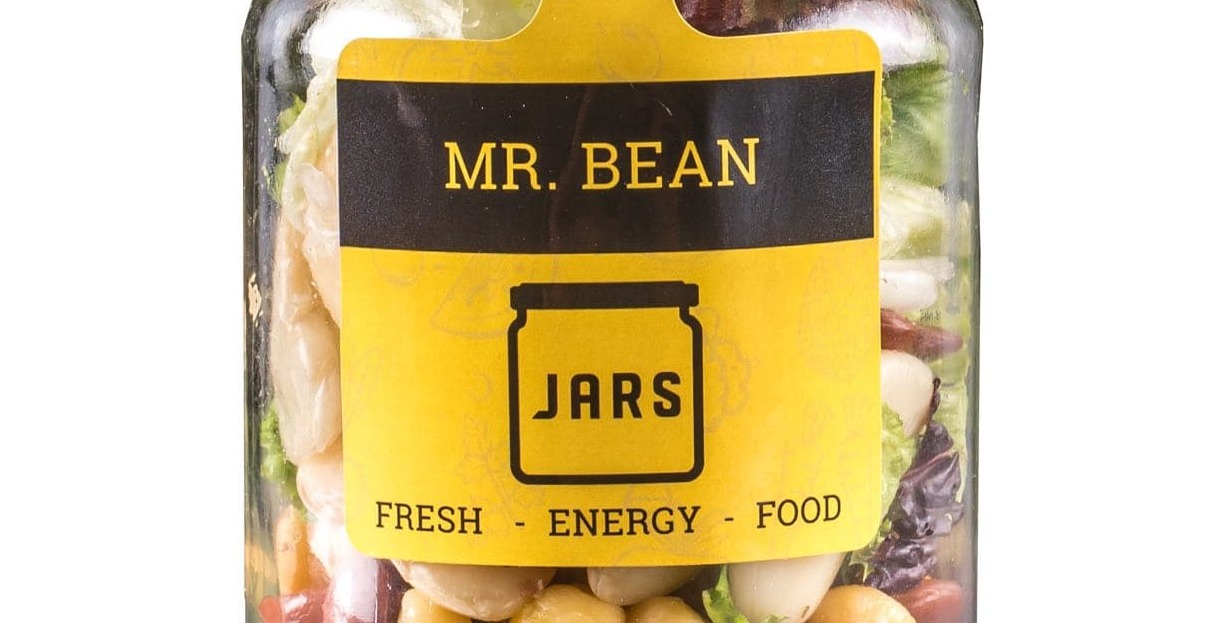 MR. BEAN
JARS
FRESH - ENERGY - FOOD